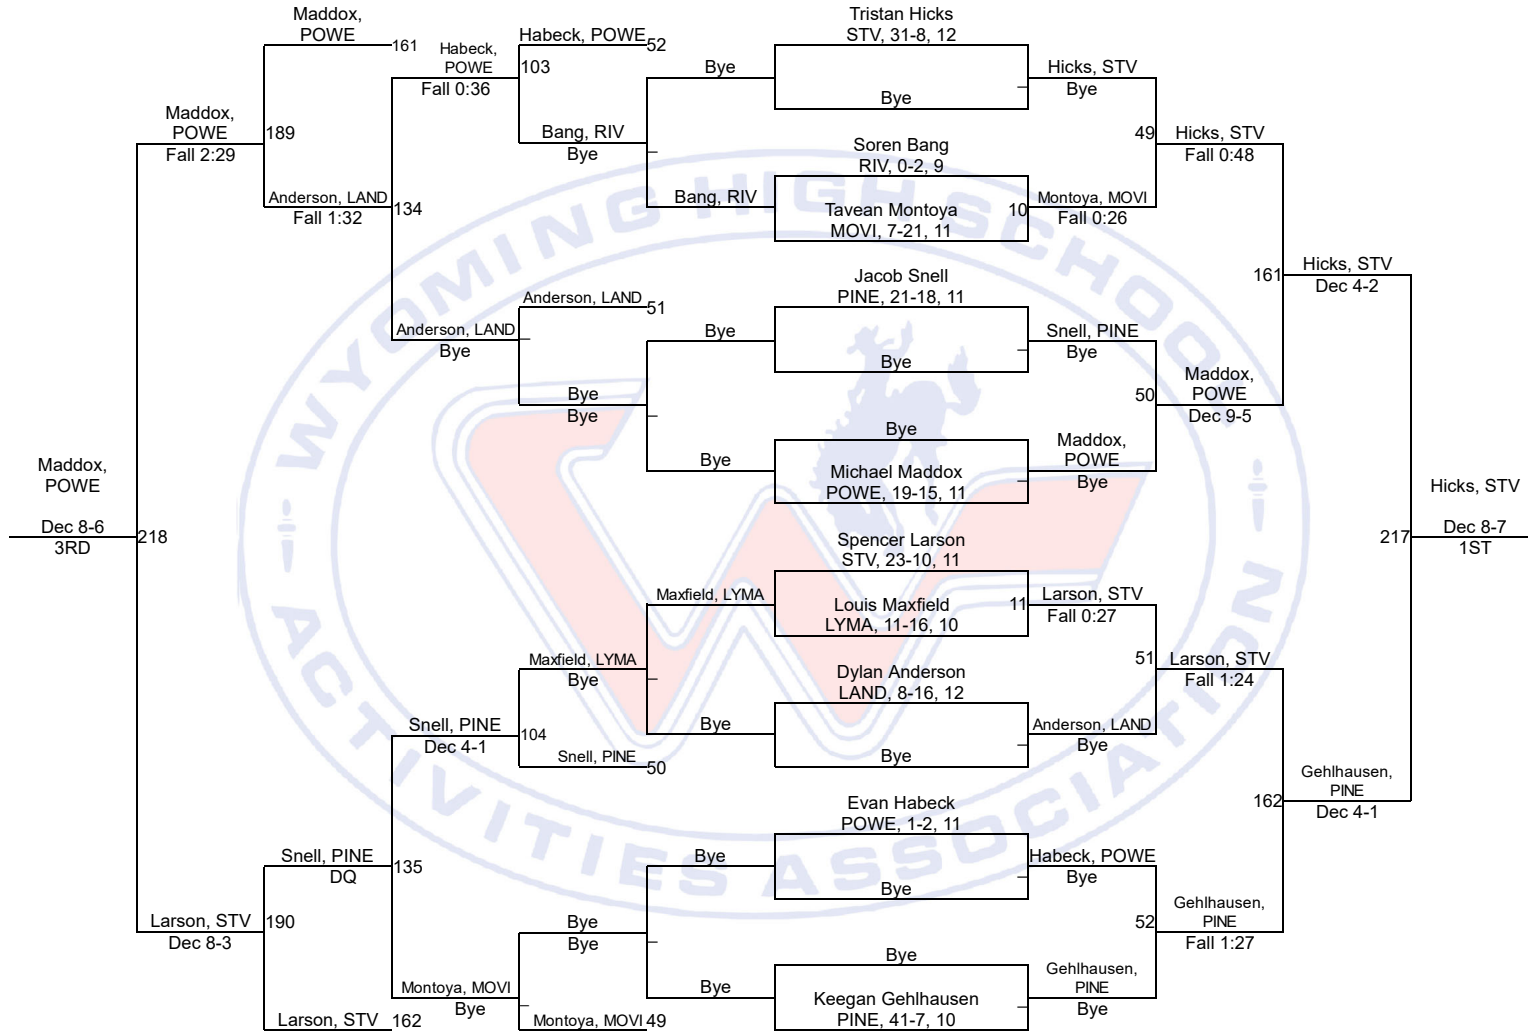 Maddox,
POWE
161
Maddox,
POWE
Fall 2:29
189
Anderson, LAND
Fall 1:32
134
Habeck,
POWE
Fall 0:36
103
Habeck, POWE
52
Bang, RIV
Bye
Bye
Bang, RIV
Tristan Hicks
STV, 31-8, 12
Bye
Hicks, STV
Bye
Soren Bang
RIV, 0-2, 9
Tavean Montoya
MOVI, 7-21, 11
10
Montoya, MOVI
Fall 0:26
49
Hicks, STV
Fall 0:48
Anderson, LAND
51
Anderson, LAND
Bye
Bye
Bye
Bye
Bye
Jacob Snell
PINE, 21-18, 11
Bye
Snell, PINE
Bye
Bye
Michael Maddox
POWE, 19-15, 11
Maddox,
POWE
Bye
50
Maddox,
POWE
Dec 9-5
161
Hicks, STV
Dec 4-2
Maddox,
POWE
Dec 8-6
3RD
218
217
Hicks, STV
Dec 8-7
1ST
Maxfield, LYMA
Maxfield, LYMA
Bye
Bye
Spencer Larson
STV, 23-10, 11
Louis Maxfield
LYMA, 11-16, 10
11
Larson, STV
Fall 0:27
Dylan Anderson
LAND, 8-16, 12
Bye
Anderson, LAND
Bye
51
Larson, STV
Fall 1:24
Snell, PINE
Dec 4-1
104
Snell, PINE
50
Snell, PINE
DQ
135
Larson, STV
Dec 8-3
190
Larson, STV
162
Montoya, MOVI
Bye
Bye
Bye
Montoya, MOVI
49
Bye
Bye
Evan Habeck
POWE, 1-2, 11
Bye
Habeck, POWE
Bye
Bye
Keegan Gehlhausen
PINE, 41-7, 10
Gehlhausen,
PINE
Bye
52
Gehlhausen,
PINE
Fall 1:27
162
Gehlhausen,
PINE
Dec 4-1
WYOMING HIGH SCHOOL
ACTIVITIES ASSOCIATION